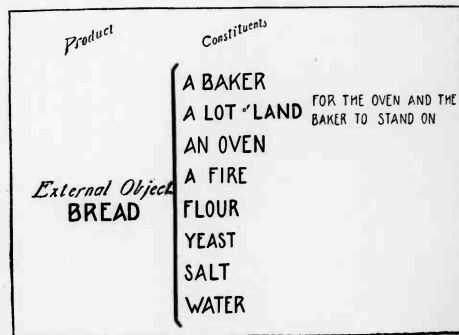 Product
Constituents
A BAKER
A LOT of LAND
FOR THE OVEN AND THE
BAKER TO STAND ON
AN OVEN
A FIRE
External Object
BREAD
FLOUR
YEAST
SALT
WATER